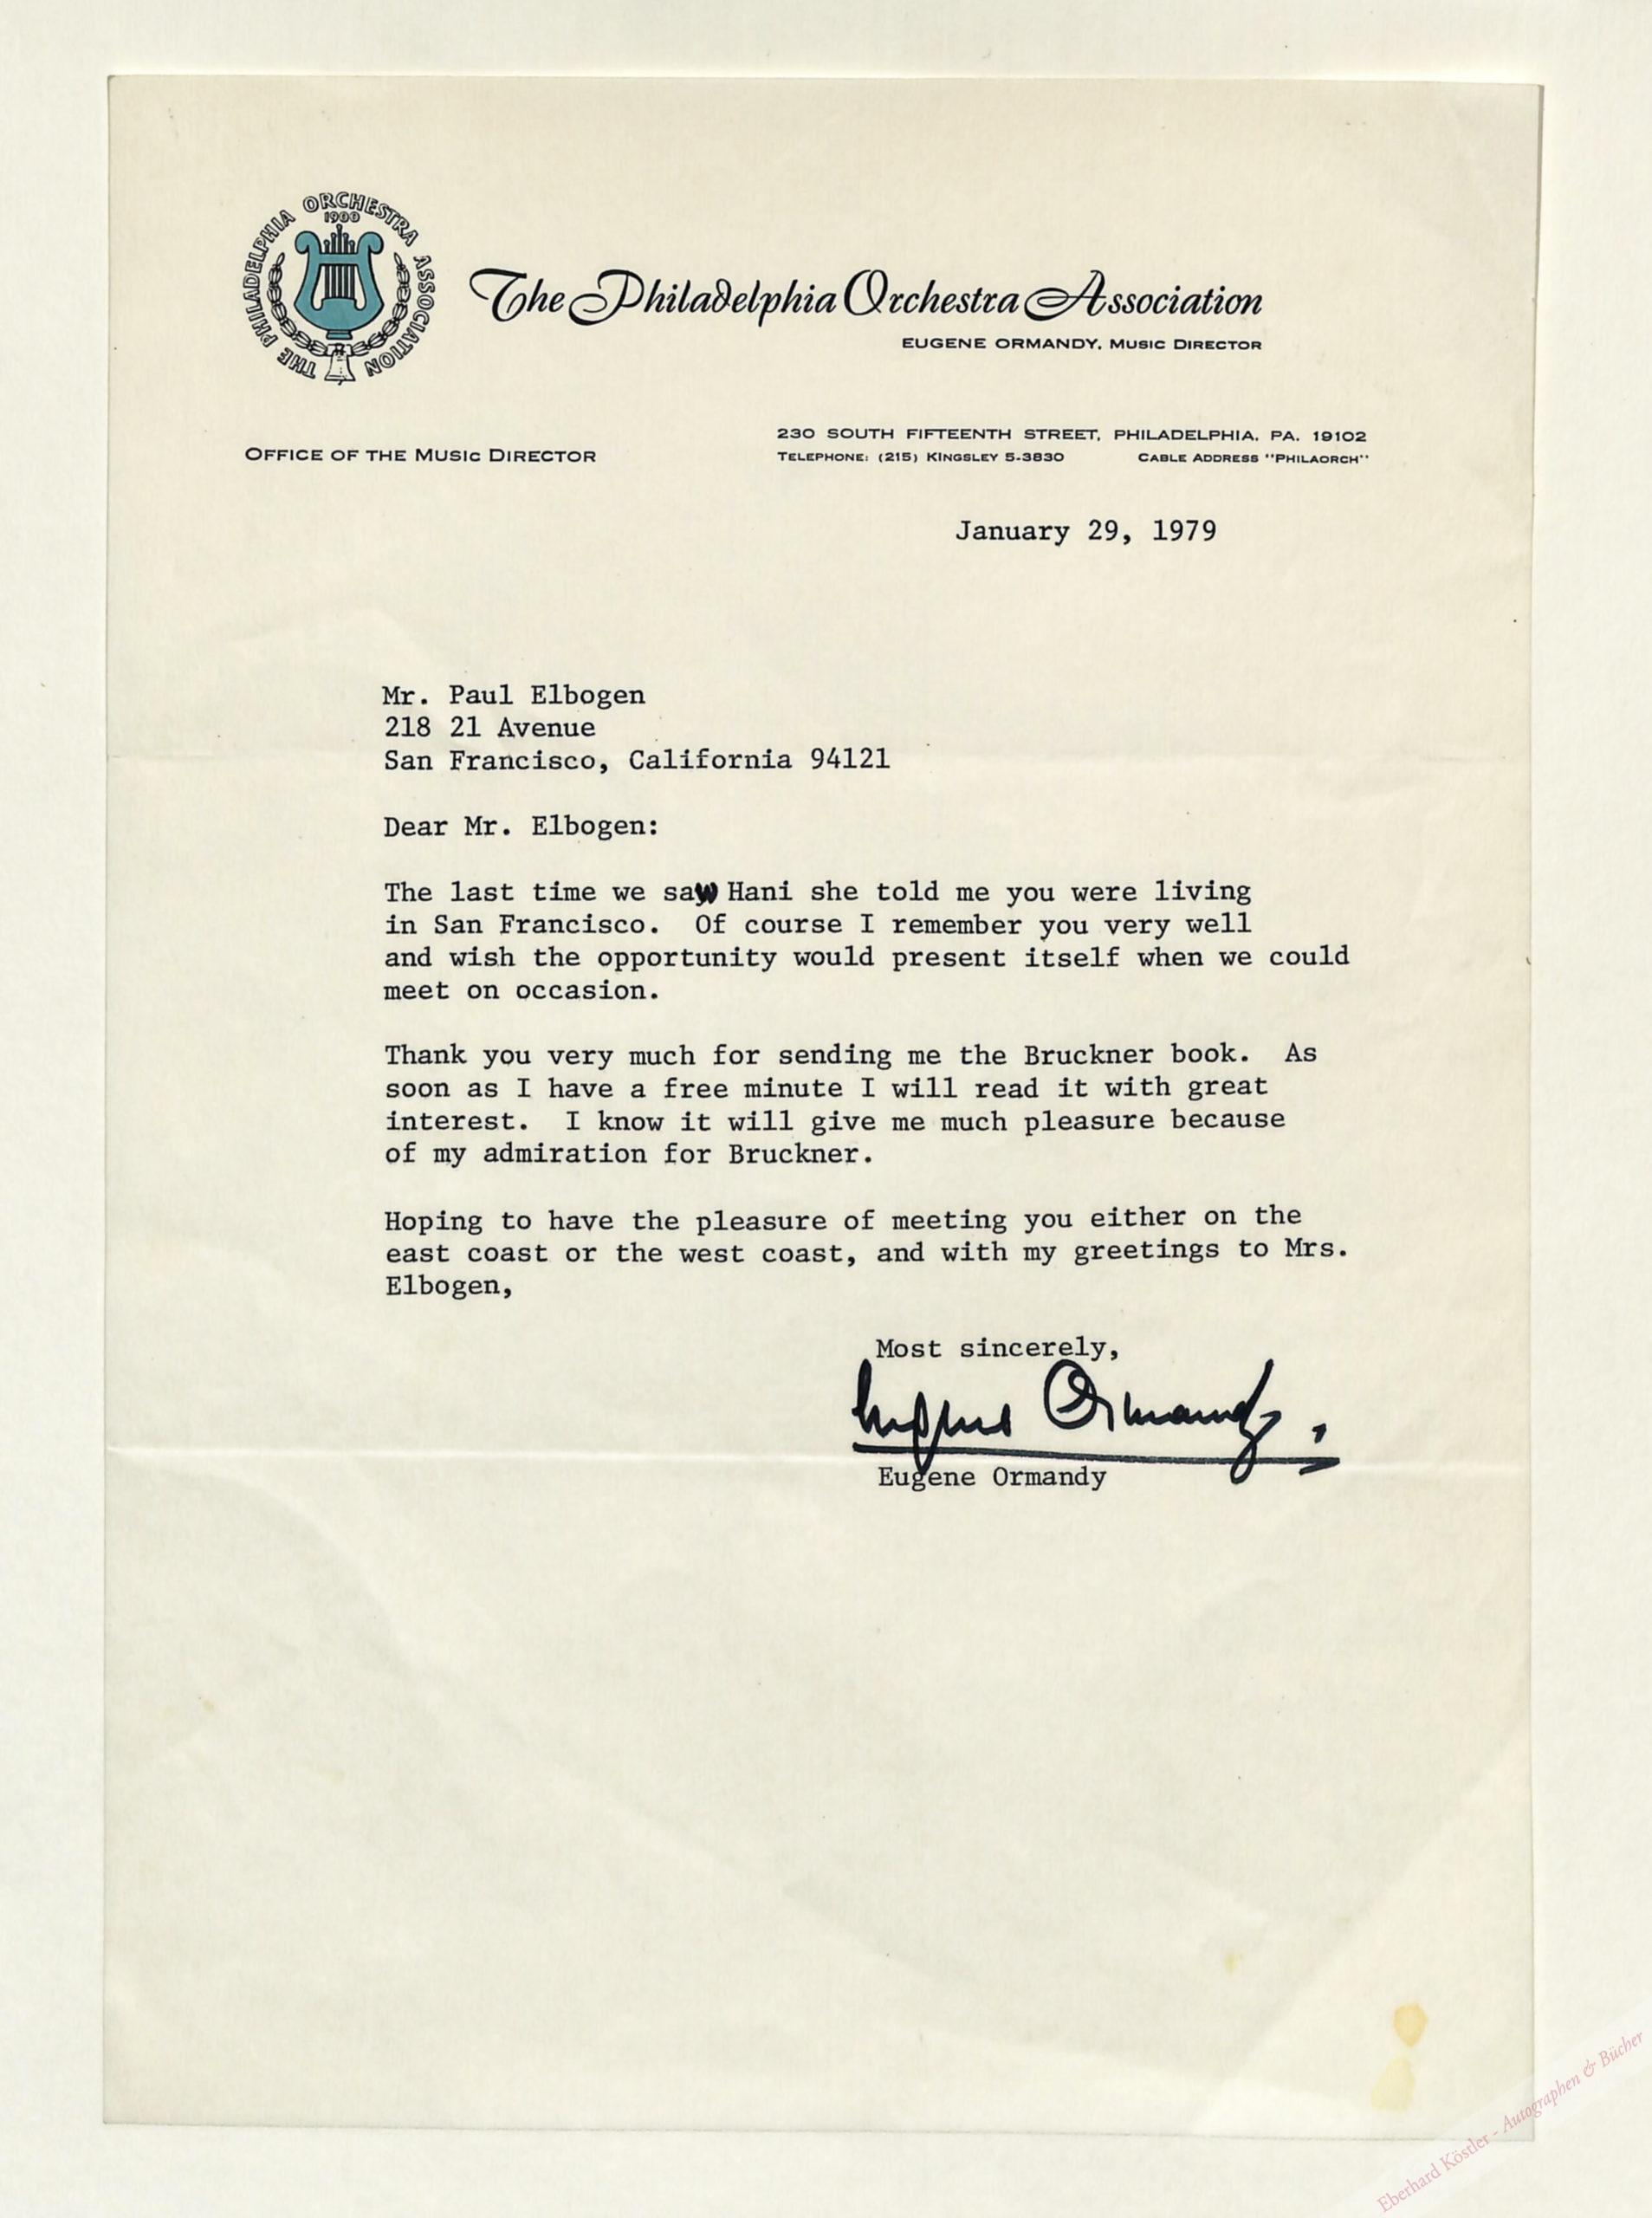 THE PHILADELPHIA ORCHESTRA ASSOCIATION
1900
The Philadelphia Orchestra Association
EUGENE ORMANDY, MUSIC DIRECTOR
OFFICE OF THE MUSIC DIRECTOR
230 SOUTH FIFTEENTH STREET, PHILADELPHIA, PA. 19102
TELEPHONE: (215) KINGSLEY 5-3830 CABLE ADDRESS "PHILAORCH"
January 29, 1979
Mr. Paul Elbogen
218 21 Avenue
San Francisco, California 94121
Dear Mr. Elbogen:
The last time we saw Hani she told me you were living
in San Francisco. Of course I remember you very well
and wish the opportunity would present itself when we could
meet on occasion.
Thank you very much for sending me the Bruckner book. As
soon as I have a free minute I will read it with great
interest. I know it will give me much pleasure because
of my admiration for Bruckner.
Hoping to have the pleasure of meeting you either on the
east coast or the west coast, and with my greetings to Mrs.
Elbogen,
Most sincerely,
Eugene Ormandy
Eugene Ormandy
Eberhard Köstler - Autographen & Bücher